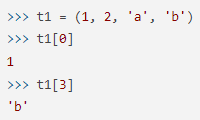 >>> t1 = (1, 2, 'a', 'b')
>>> t1[0]
1
>>> t1[3]
'b'